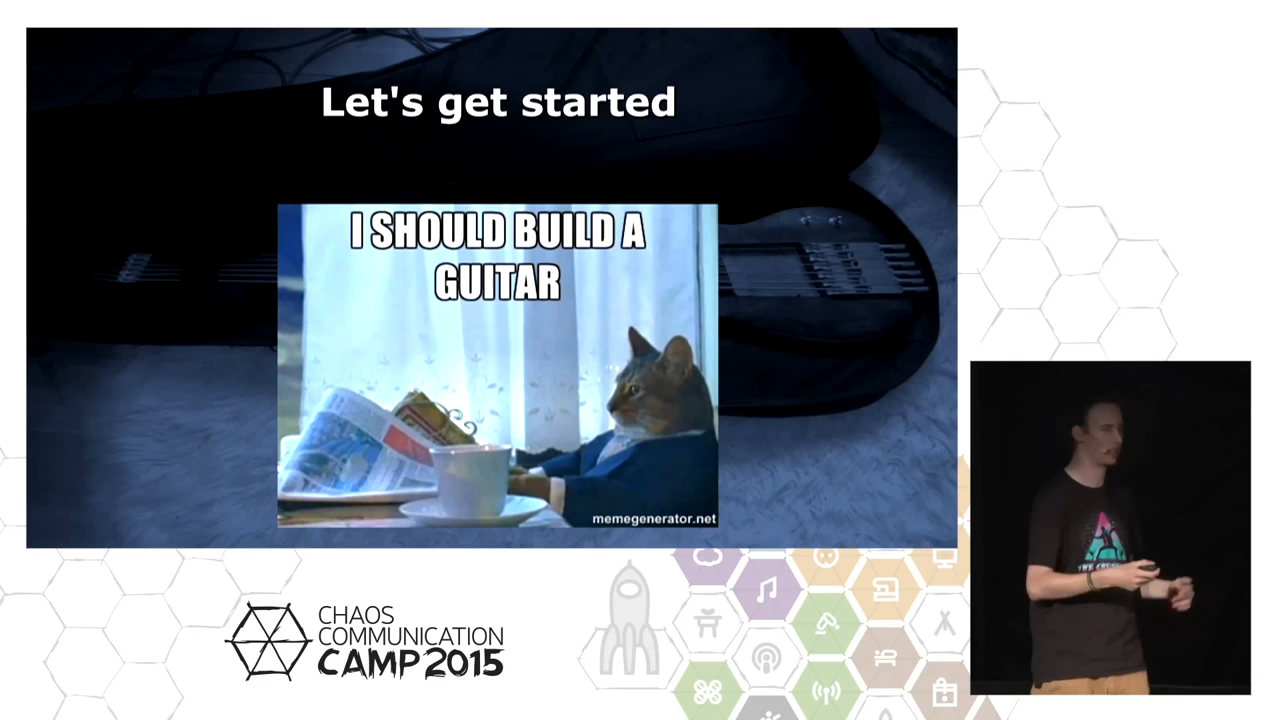 Let's get started
I SHOULD BUILD A
GUITAR
memegenerator.net
CHAOS
COMMUNICATION
CAMP 2015